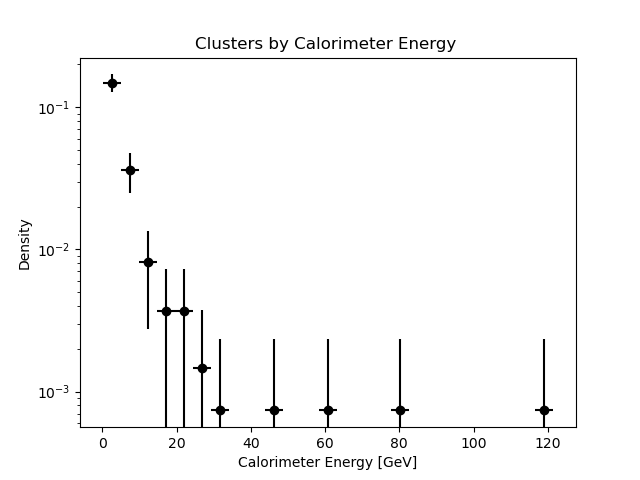 Clusters by Calorimeter Energy
10⁻¹
10⁻²
10⁻³
Density
0 20 40 60 80 100 120
Calorimeter Energy [GeV]